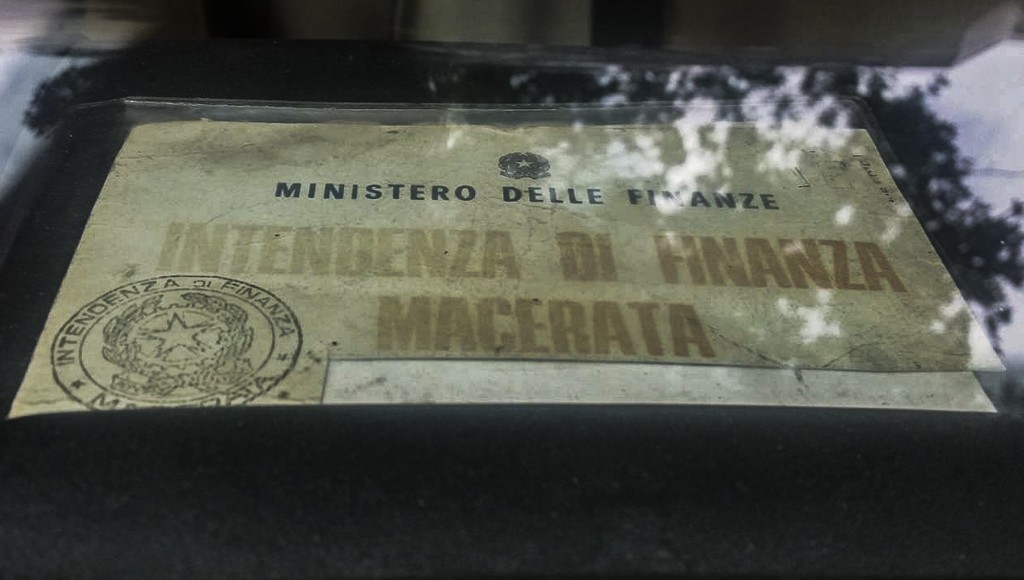 MINISTERO DELLE FINANZE
INTENDENZA DI FINANZA
MACERATA
INTENDENZA DI FINANZA